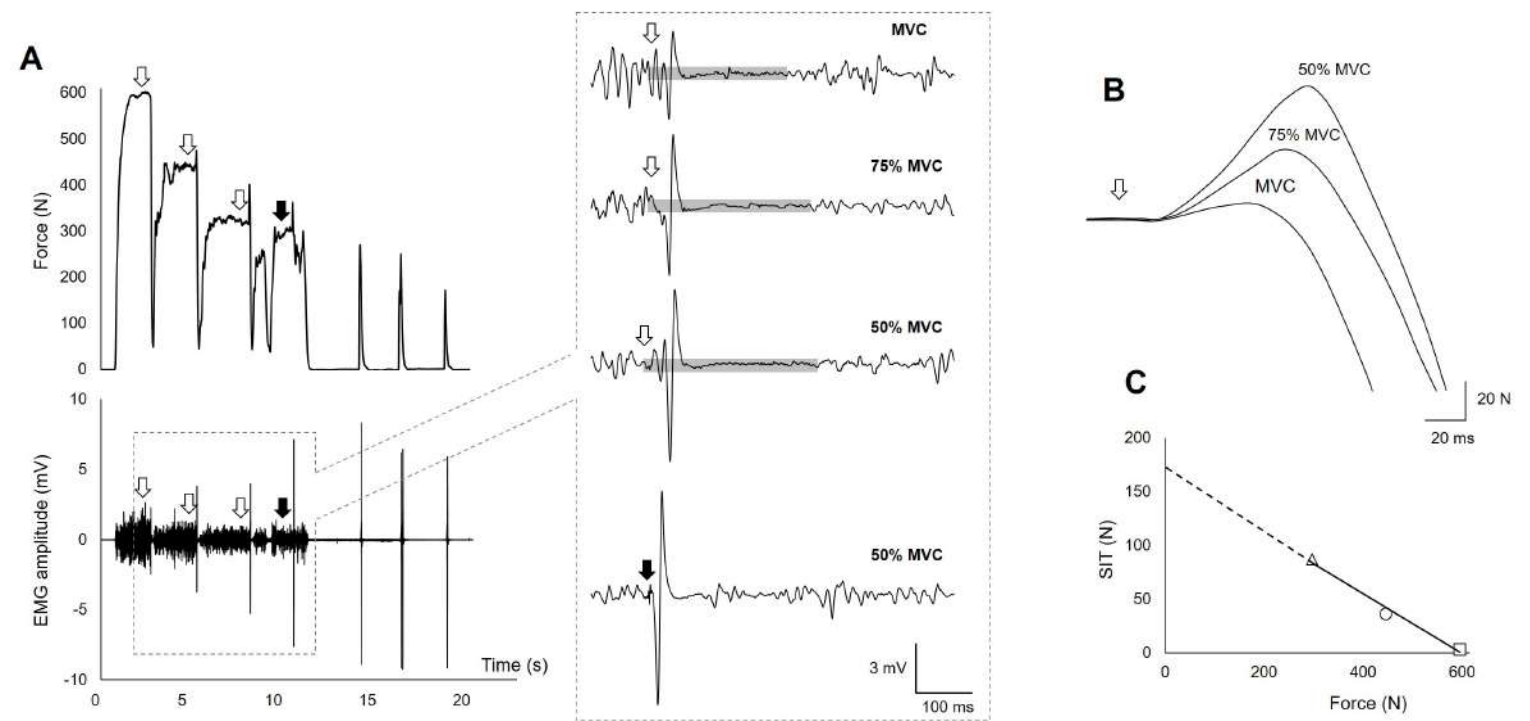 A
600
500
400
300
200
100
0
Force (N)
10
5
0
-5
-10
EMG amplitude (mV)
Time (s)
0 5 10 15 20
MVC
75% MVC
50% MVC
50% MVC
3 mV
100 ms
B
50% MVC
75% MVC
MVC
20 N
20 ms
C
200
150
100
50
0
SIT (N)
0 200 400 600
Force (N)